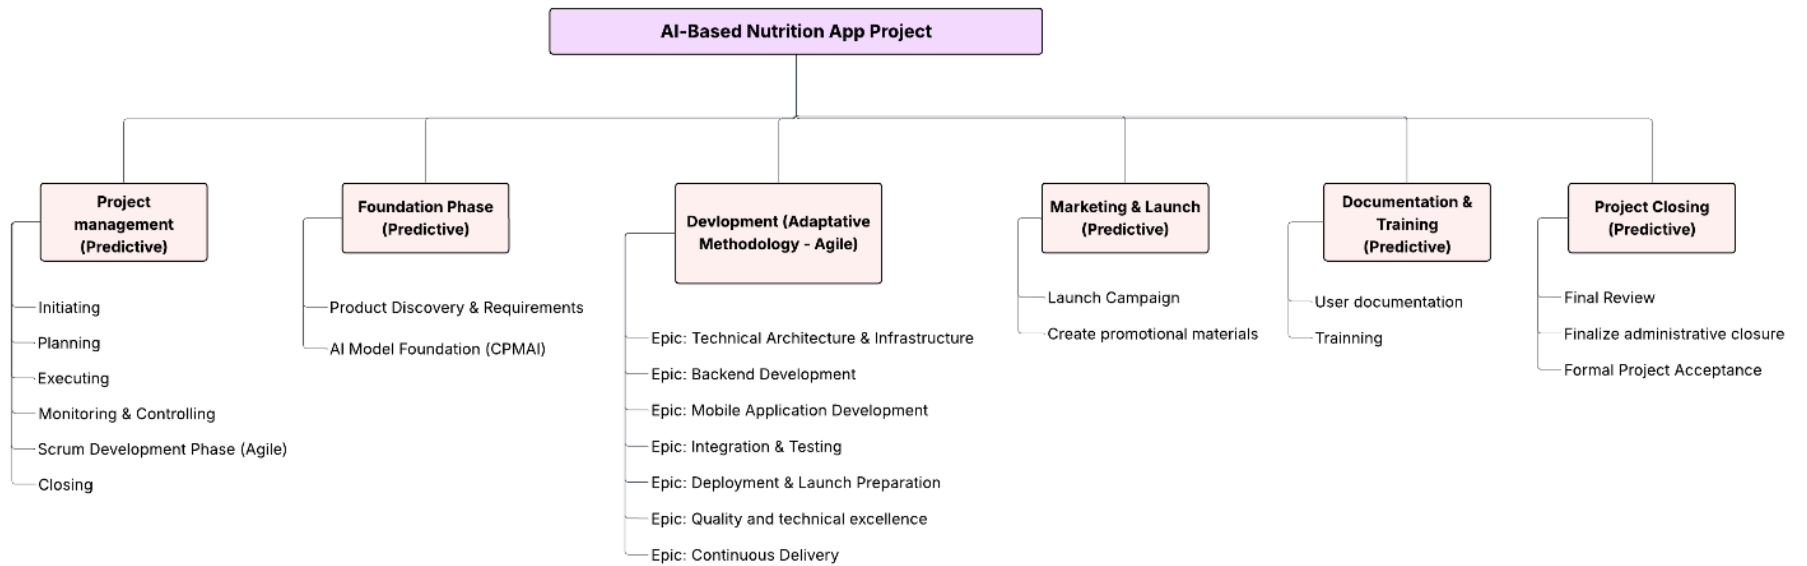 AI-Based Nutrition App Project
Project
management
(Predictive)
Initiating
Planning
Executing
Monitoring & Controlling
Scrum Development Phase (Agile)
Closing
Foundation Phase
(Predictive)
Product Discovery & Requirements
AI Model Foundation (CPMAI)
Devlopment (Adaptative
Methodology - Agile)
Epic: Technical Architecture & Infrastructure
Epic: Backend Development
Epic: Mobile Application Development
Epic: Integration & Testing
Epic: Deployment & Launch Preparation
Epic: Quality and technical excellence
Epic: Continuous Delivery
Marketing & Launch
(Predictive)
Launch Campaign
Create promotional materials
Documentation &
Training
(Predictive)
User documentation
Trainning
Project Closing
(Predictive)
Final Review
Finalize administrative closure
Formal Project Acceptance